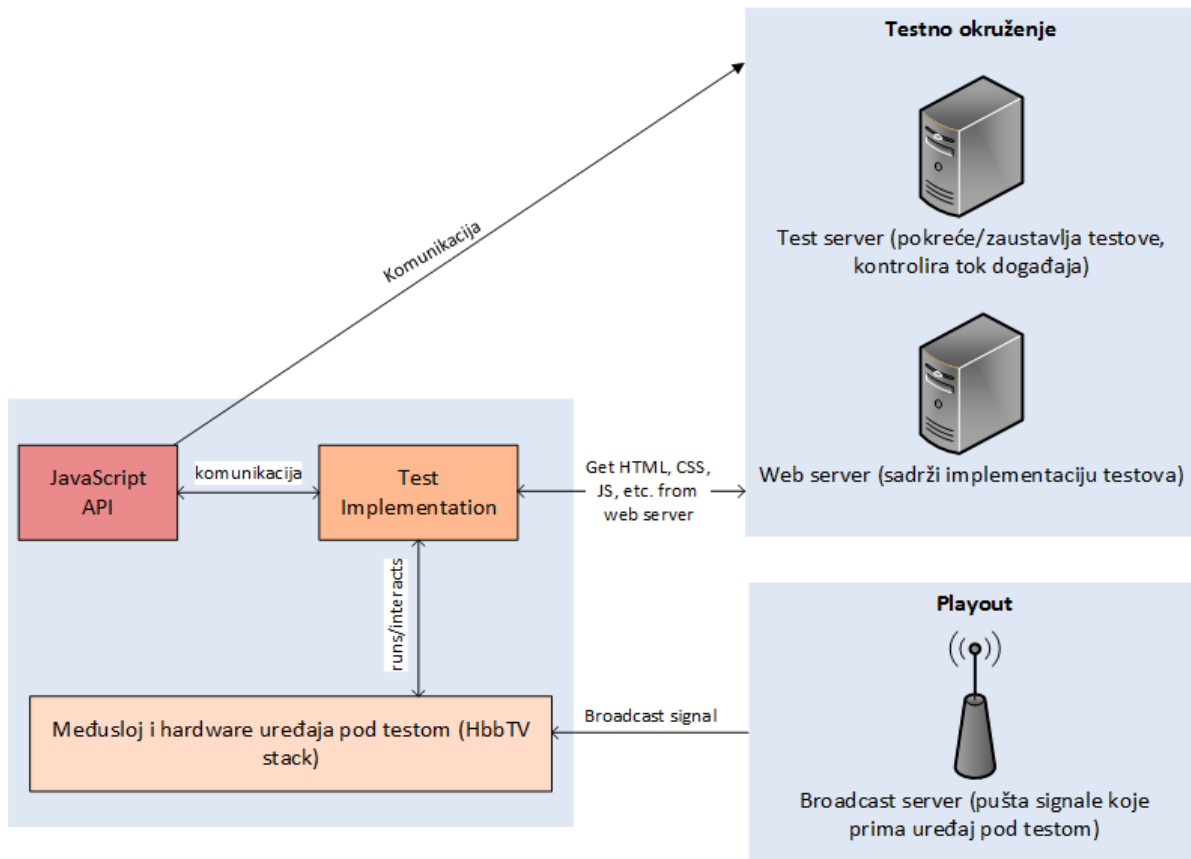 Testno okruženje
Test server (pokreće/zaustavlja testove,
kontrolira tok događaja)
Web server (sadrži implementaciju testova)
Komunikacija
JavaScript
API
komunikacija
Test
Implementation
Get HTML, CSS,
JS, etc. from
web server
runs/interacts
Međusloj i hardware uređaja pod testom (HbbTV
stack)
Broadcast signal
Playout
Broadcast server (pušta signale koje
prima uređaj pod testom)